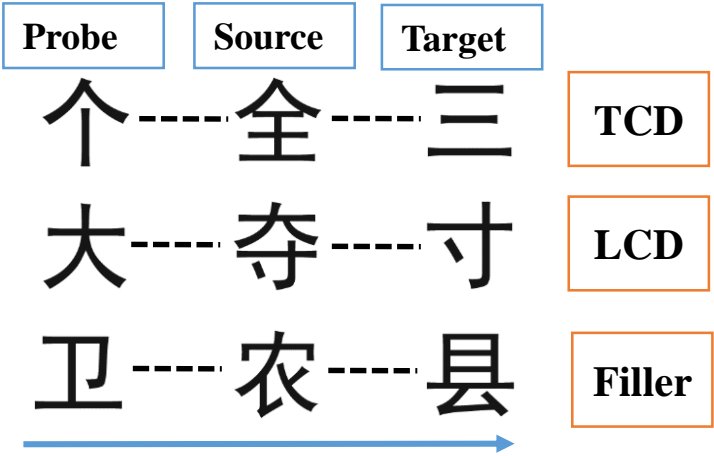 Probe Source Target
个 全 三 TCD
大 夺 寸 LCD
卫 农 县 Filler